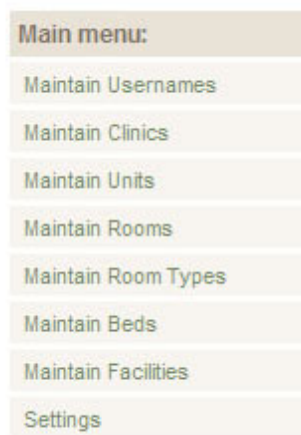 Main menu:
Maintain Usernames
Maintain Clinics
Maintain Units
Maintain Rooms
Maintain Room Types
Maintain Beds
Maintain Facilities
Settings